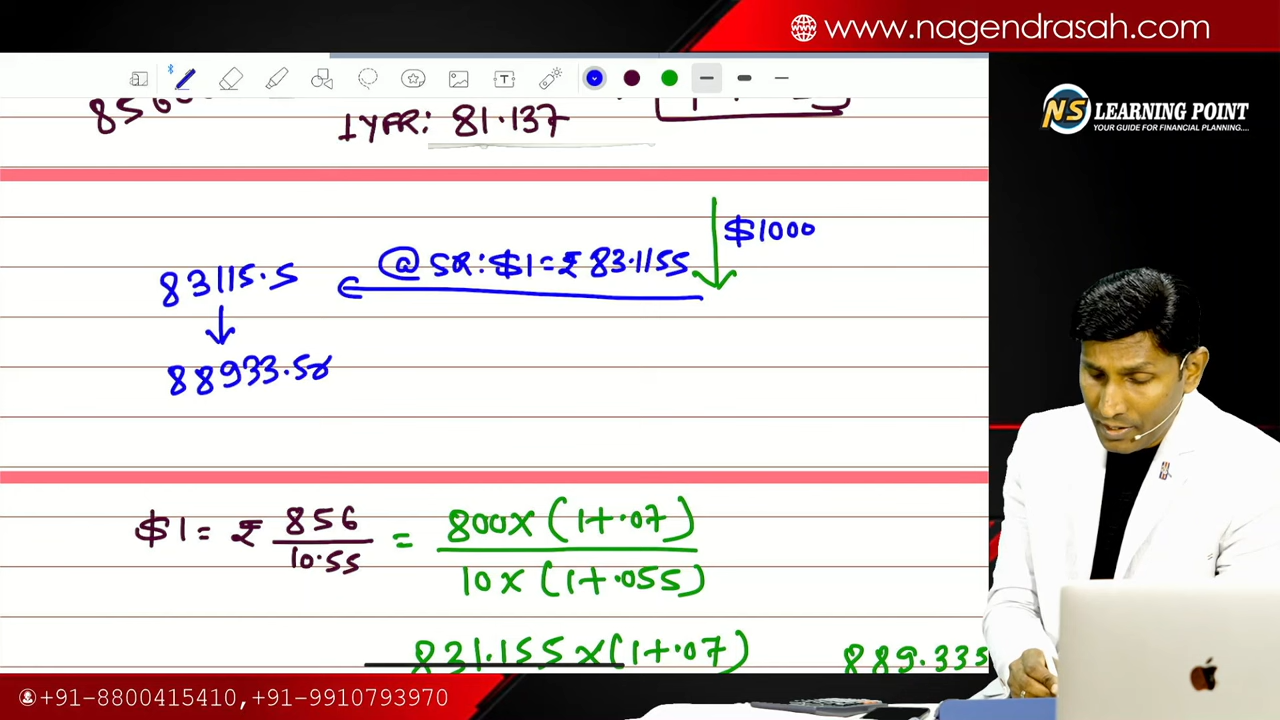 www.nagendrasah.com
NS LEARNING POINT
YOUR GUIDE FOR FINANCIAL PLANNING....
1YFR: 81.137
$1000
@ SR: $1 = ₹ 83.1155
83115.5
88933.58
$1 = ₹ 856/10.55 = 800 x (1+.07)/10 x (1+.055)
831.155 x (1+.07)
889.335
+91-8800415410,+91-9910793970